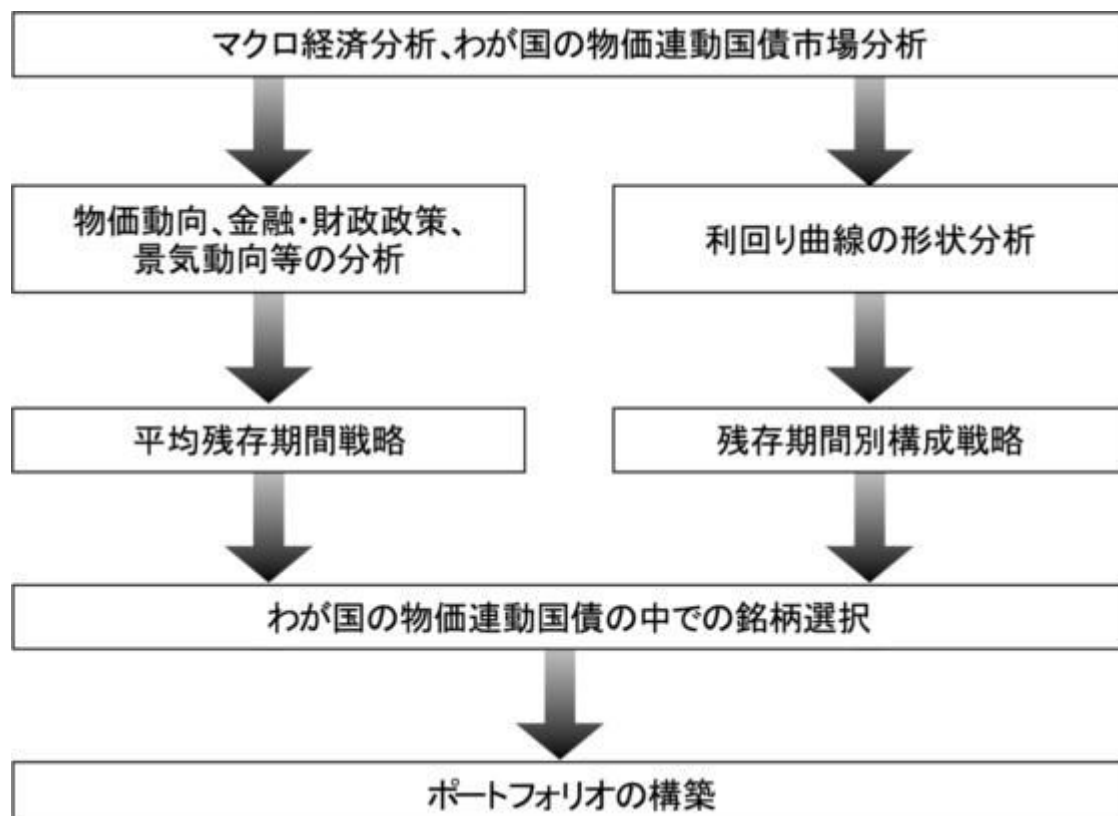 マクロ経済分析、わが国の物価連動国債市場分析
物価動向、金融・財政政策、
景気動向等の分析
利回り曲線の形状分析
平均残存期間戦略
残存期間別構成戦略
わが国の物価連動国債の中での銘柄選択
ポートフォリオの構築